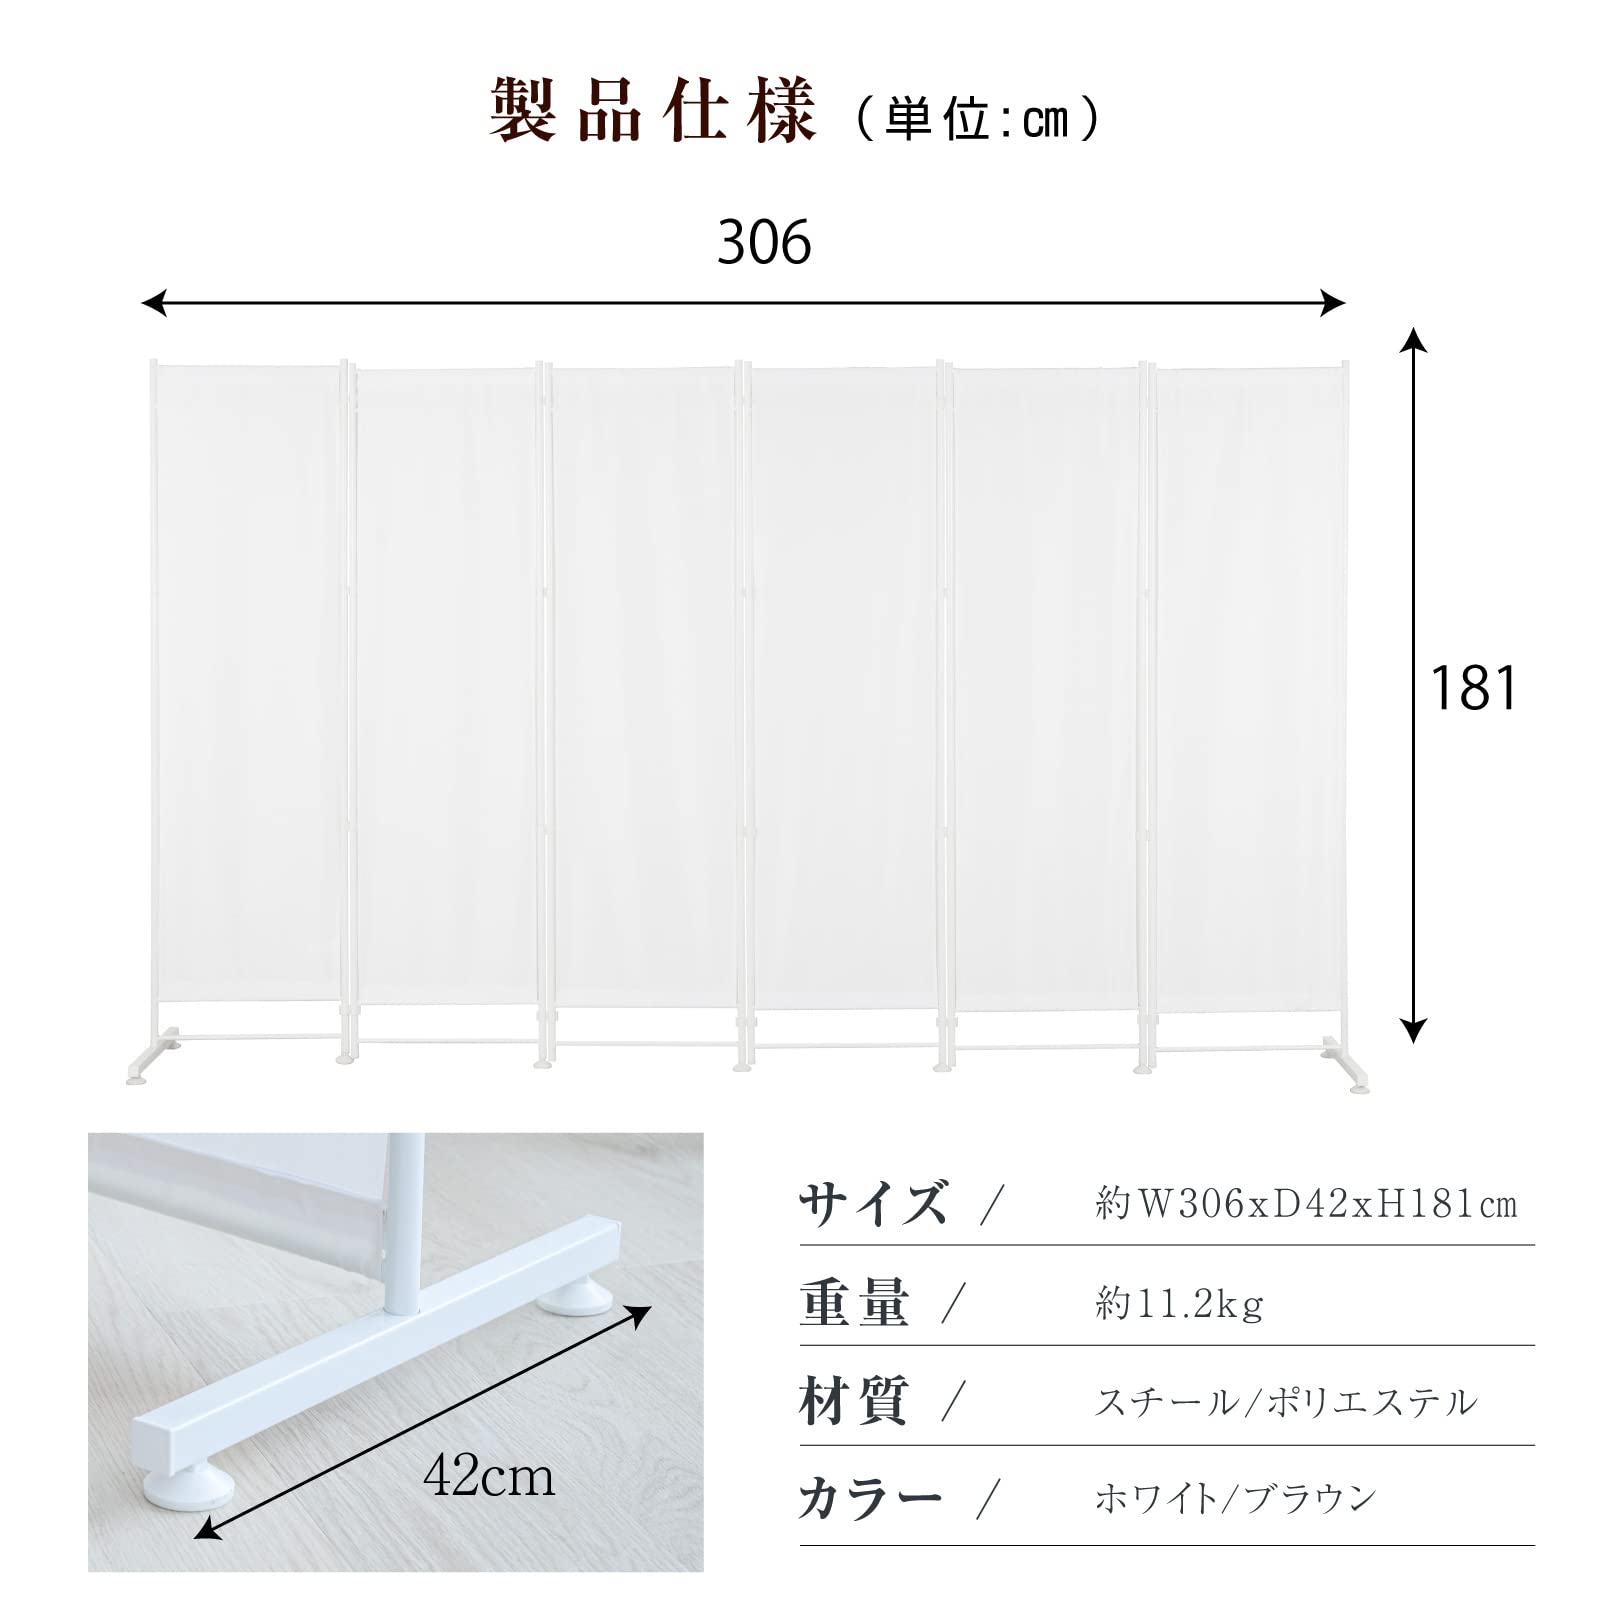 製品仕様(単位:㎝)
306
181
42cm
サイズ / 約W306xD42xH181㎝
重量 / 約11.2kg
材質 / スチール/ポリエステル
カラー / ホワイト/ブラウン